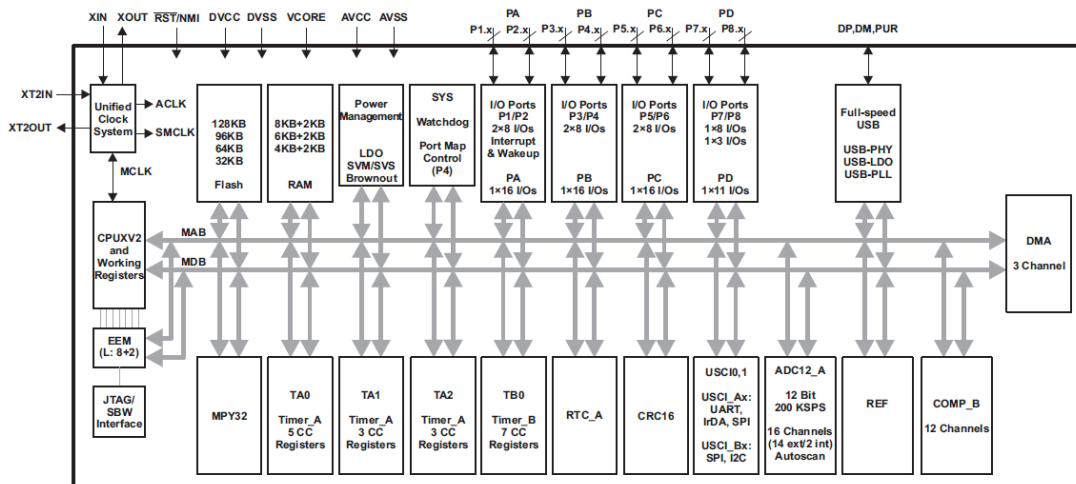 XIN XOUT RST/NMI DVCC DVSS VCORE AVCC AVSS PA PB PC PD
P1.x P2.x P3.x P4.x P5.x P6.x P7.x P8.x DP,DM,PUR
XT2IN
XT2OUT
Unified
Clock
System
ACLK
SMCLK
MCLK
128KB
96KB
64KB
32KB
Flash
8KB+2KB
6KB+2KB
4KB+2KB
RAM
Power
Management
LDO
SVM/SVS
Brownout
SYS
Watchdog
Port Map
Control
(P4)
I/O Ports
P1/P2
2×8 I/Os
Interrupt
& Wakeup
PA
1×16 I/Os
I/O Ports
P3/P4
2×8 I/Os
PB
1×16 I/Os
I/O Ports
P5/P6
2×8 I/Os
PC
1×16 I/Os
I/O Ports
P7/P8
1×8 I/Os
1×3 I/Os
PD
1×11 I/Os
Full-speed
USB
USB-PHY
USB-LDO
USB-PLL
CPUXV2
and
Working
Registers
MAB
MDB
DMA
3 Channel
EEM
(L: 8+2)
JTAG/
SBW
Interface
MPY32
TA0
Timer_A
5 CC
Registers
TA1
Timer_A
3 CC
Registers
TA2
Timer_A
3 CC
Registers
TB0
Timer_B
7 CC
Registers
RTC_A
CRC16
USCI0,1
USCI_Ax:
UART,
IrDA, SPI
USCI_Bx:
SPI, I2C
ADC12_A
12 Bit
200 KSPS
16 Channels
(14 ext/2 int)
Autoscan
REF
COMP_B
12 Channels